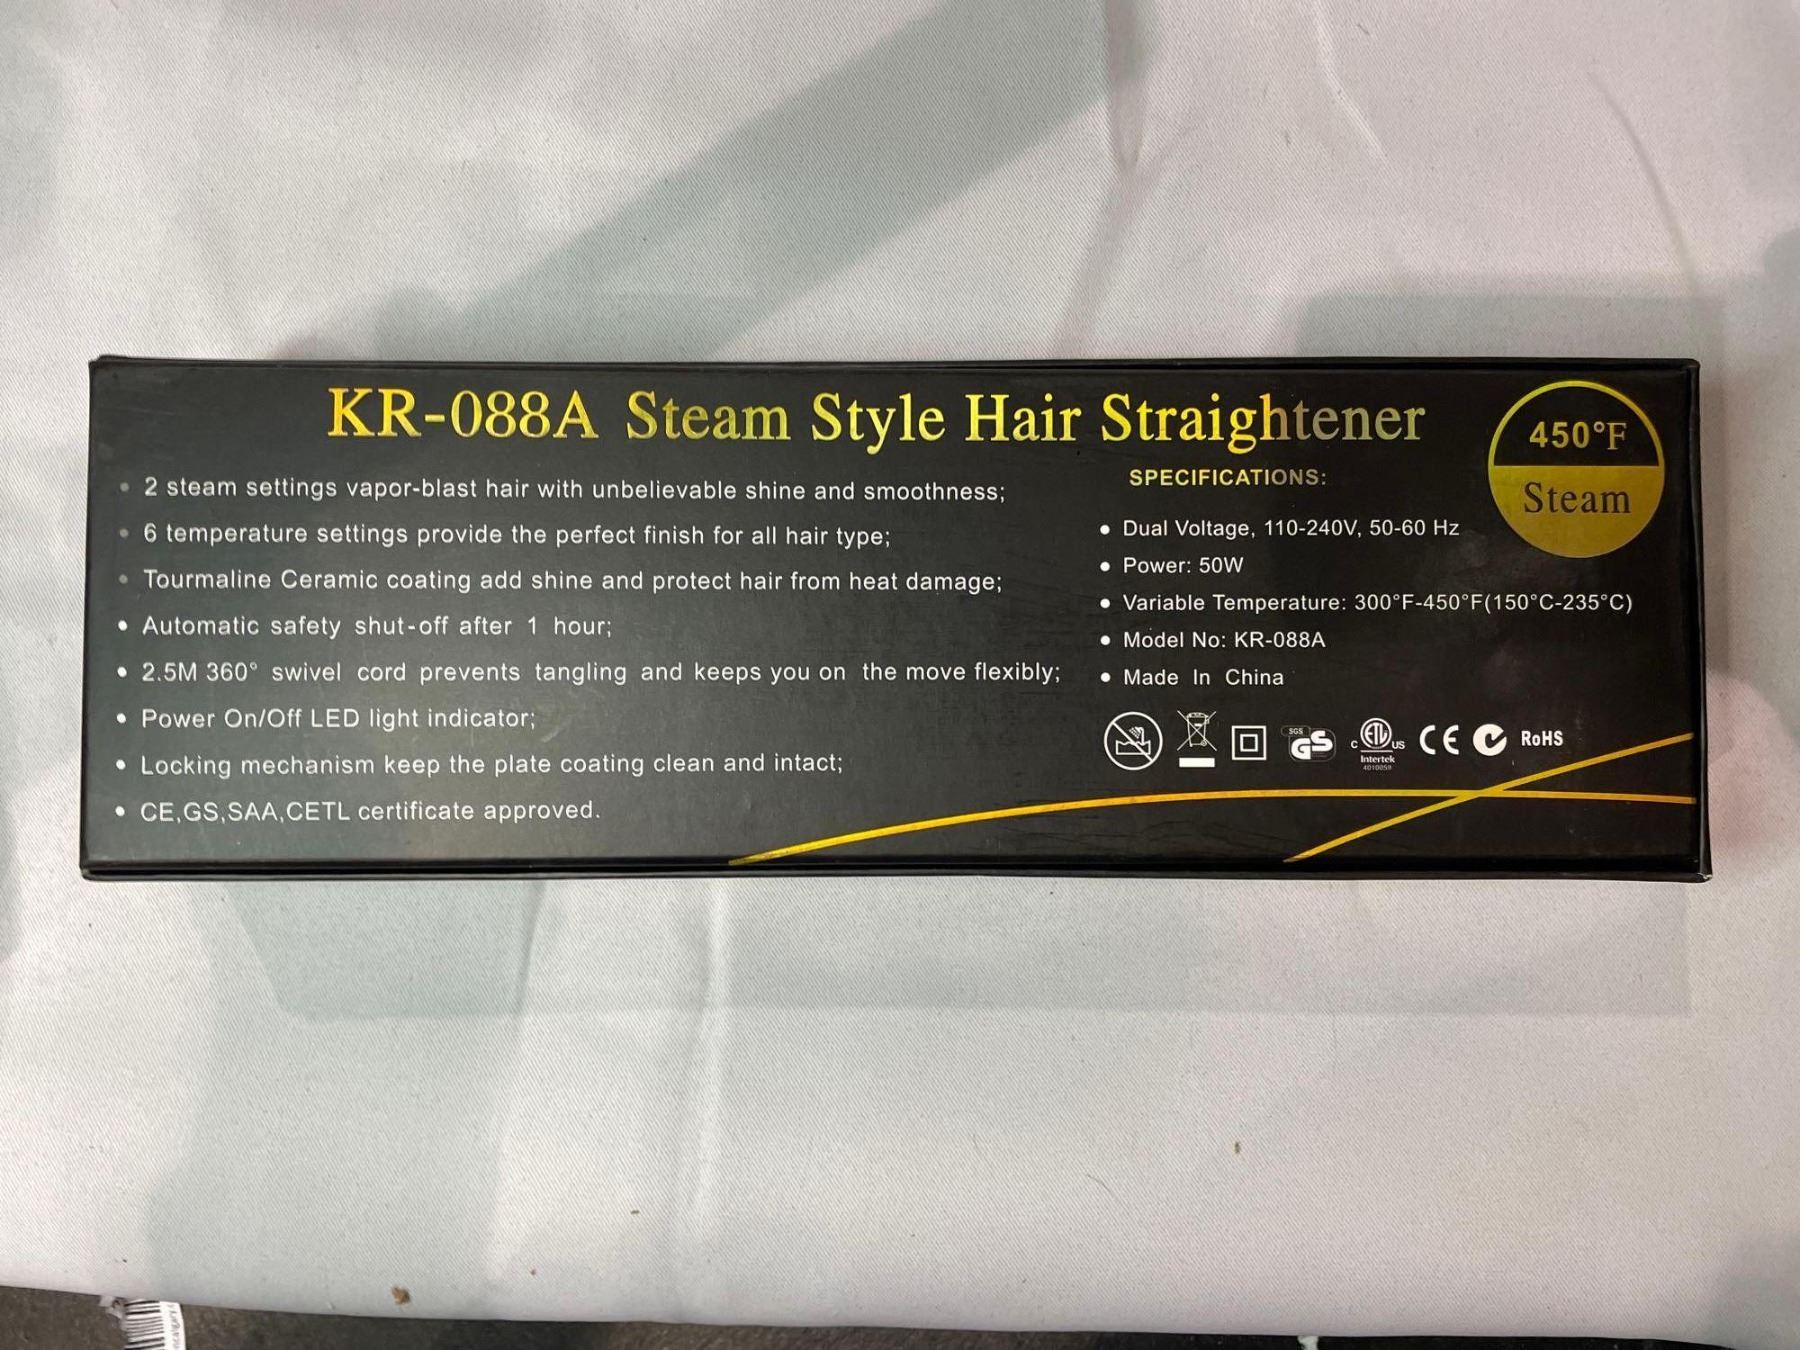 KR-088A Steam Style Hair Straightener
450°F
Steam
• 2 steam settings vapor-blast hair with unbelievable shine and smoothness;
• 6 temperature settings provide the perfect finish for all hair type;
• Tourmaline Ceramic coating add shine and protect hair from heat damage;
• Automatic safety shut-off after 1 hour;
• 2.5M 360° swivel cord prevents tangling and keeps you on the move flexibly;
• Power On/Off LED light indicator;
• Locking mechanism keep the plate coating clean and intact;
• CE,GS,SAA,CETL certificate approved.
SPECIFICATIONS:
• Dual Voltage, 110-240V, 50-60 Hz
• Power: 50W
• Variable Temperature: 300°F-450°F(150°C-235°C)
• Model No: KR-088A
• Made In China
SGS
GS
C ETL US
Intertek
4010059
CE
RoHS